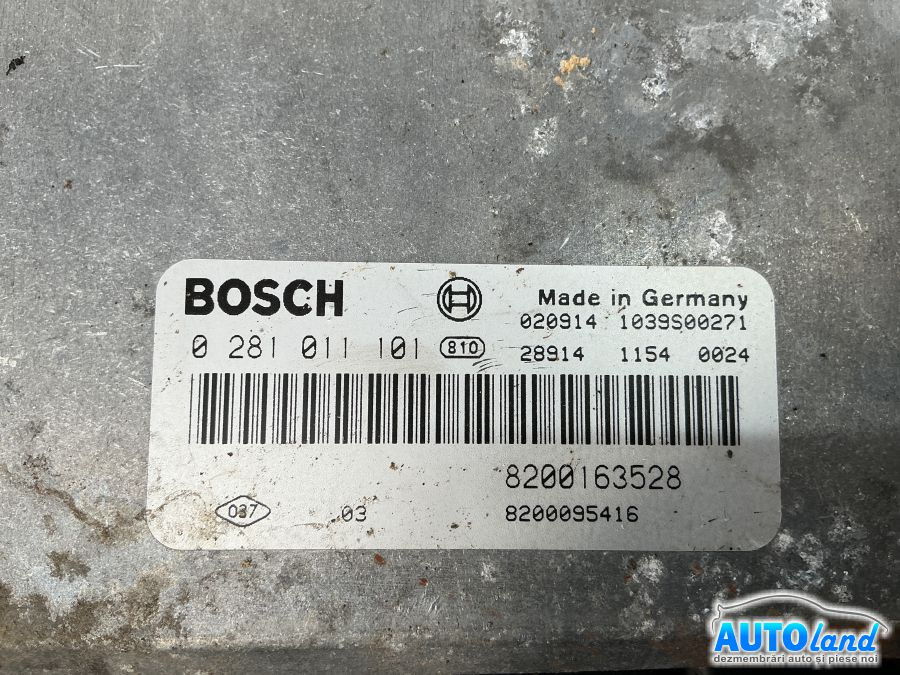 BOSCH
Made in Germany
020914 1039S00271
0 281 011 101 810 28914 1154 0024
8200163528
037 03 8200095416
AUTOland
dezmembrări auto și piese noi